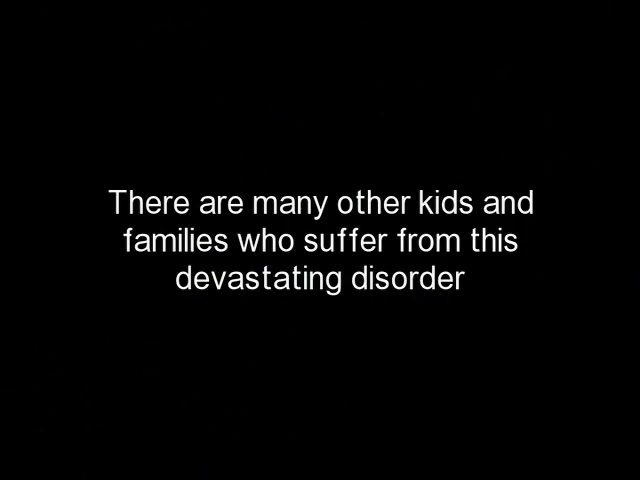 There are many other kids and
families who suffer from this
devastating disorder